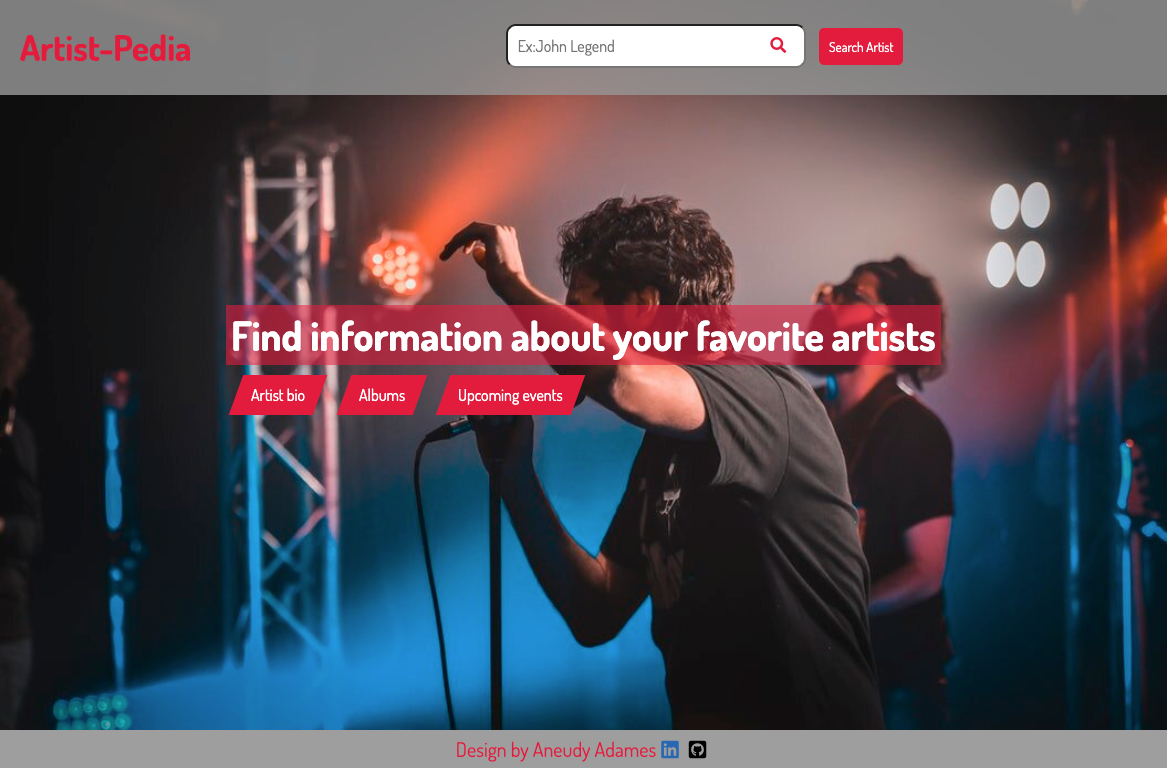 Artist-Pedia
Ex:John Legend
Search Artist
Find information about your favorite artists
Artist bio
Albums
Upcoming events
Design by Aneudy Adames in